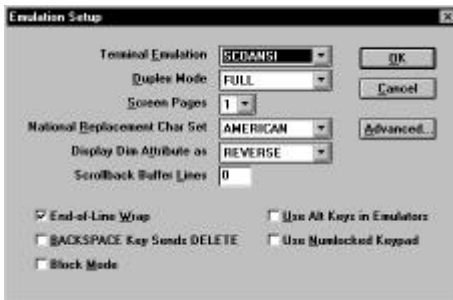 Emulation Setup
Terminal Emulation SCOANSI
OK
Duplex Mode FULL
Cancel
Screen Pages 1
National Replacement Char Set AMERICAN
Advanced...
Display Dim Attribute as REVERSE
Scrollback Buffer Lines 0
End-of-Line Wrap
Use Alt Keys in Emulators
BACKSPACE Key Sends DELETE
Use Numlocked Keypad
Block Mode